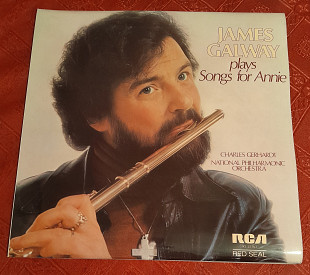 JAMES
GALWAY
plays
Songs for Annie
CHARLES GERHARDT
NATIONAL PHILHARMONIC
ORCHESTRA
RCA
RED SEAL